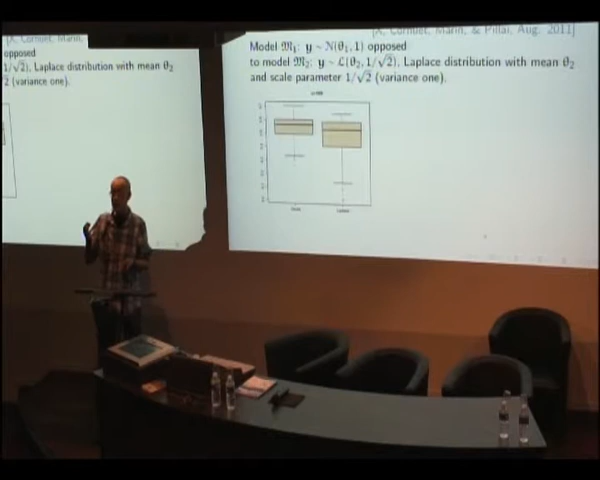 opposed
1/√2), Laplace distribution with mean θ2
2 (variance one).
[X, Cornuet, Marin, & Pillai, Aug. 2011]
Model 𝔐1: y ~ N(θ1, 1) opposed
to model 𝔐2: y ~ L(θ2, 1/√2), Laplace distribution with mean θ2
and scale parameter 1/√2 (variance one).